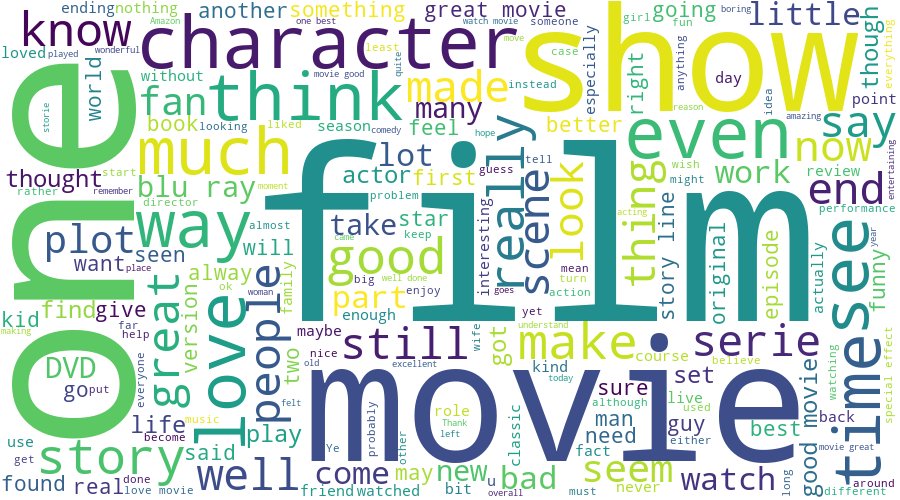 ending
nothing
another
something
great movie
one best
watch movie
someone
girl
going
fun
boring
little
though
know
Amazon
loved
played
wonderful
character
least
move
show
quite
case
especially
anything
day
everything
world
without
movie good
instead
right
idea
point
fan
think
made
many
reason
amazing
say
storie
book
looking
liked
season
comedy
feel
hope
better
even
now
one
much
lot
really
tell
wish
work
review
entertaining
thought
start
rather
remember
moment
blu ray
director
actor
first
guess
scene
look
thing
might
end
performance
way
problem
film
interesting
story line
original
episode
actually
year
plot
seen
almost
will
take
star
keep
came
acting
want
place
great
version
alway
ok
woman
people
family
good
well done
big
enjoy
goes
mean
turn
action
see
time
funny
find
give
kid
far
help
making
love
part
enough
yet
DVD
go
put
everyone
two
maybe
still
wife
got
make
understand
course
serie
believe
watching
special effect
nice
old
excellent
kind
today
movie
sure
set
good movie
life
become
music
felt
role
Thank
left
although
live
used
man
need
guy
either
best
back
movie great
use
get
story
said
play
Ye
probably
other
classic
fact
never
long
found
real
done
love movie
well
friend
watched
come
may
bit
new
u
overall
bad
seem
must
watch
different
around